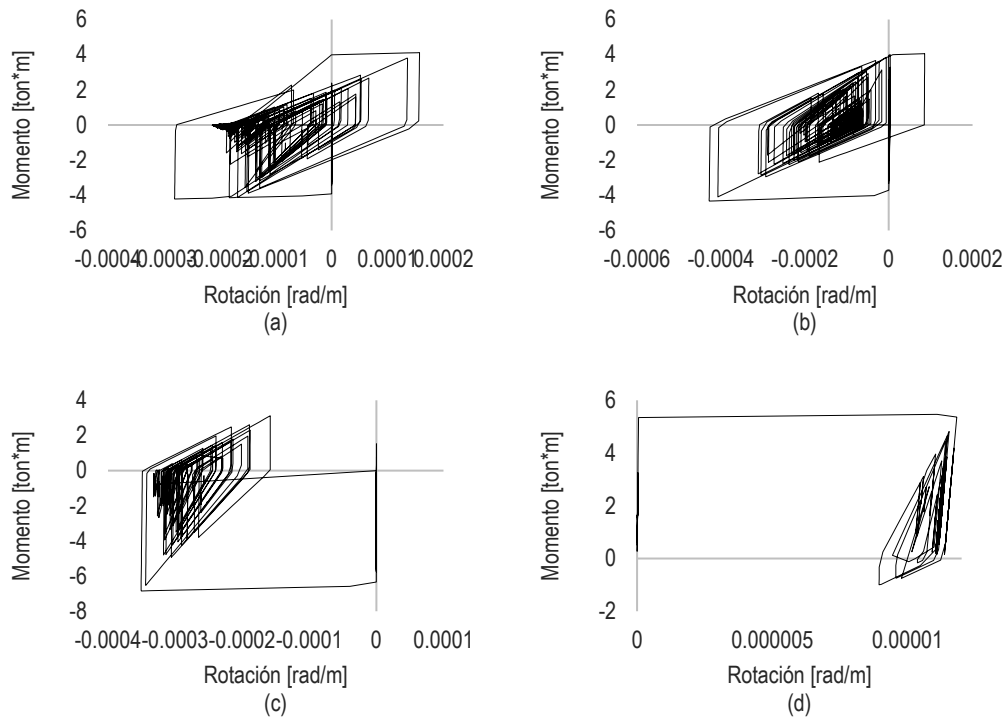 6
4
2
0
-2
-4
-6
Momento [ton*m]
-0.0004 -0.0003 -0.0002 -0.0001 0 0.0001 0.0002
Rotación [rad/m]
(a)
6
4
2
0
-2
-4
-6
Momento [ton*m]
-0.0006 -0.0004 -0.0002 0 0.0002
Rotación [rad/m]
(b)
4
2
0
-2
-4
-6
-8
Momento [ton*m]
-0.0004 -0.0003 -0.0002 -0.0001 0 0.0001
Rotación [rad/m]
(c)
6
4
2
0
-2
Momento [ton*m]
0 0.000005 0.00001
Rotación [rad/m]
(d)